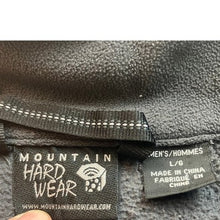 MOUNTAIN
HARD
WEAR
WWW.MOUNTAINHARDWEAR.COM
MEN'S/HOMMES
L/G
MADE IN CHINA
FABRIQUÉ EN
CHINE